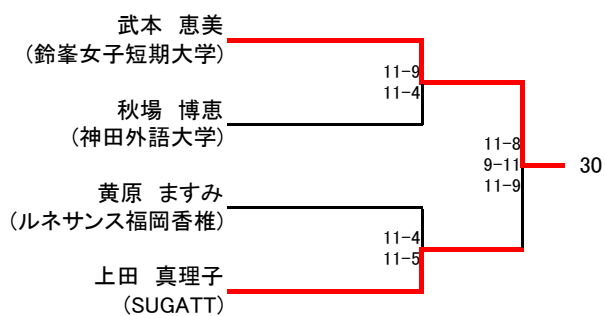 武本　恵美
(鈴峯女子短期大学)
11-9
11-4
秋場　博恵
(神田外語大学)
11-8
9-11
11-9
30
黄原　ますみ
(ルネサンス福岡香椎)
11-4
11-5
上田　真理子
(SUGATT)